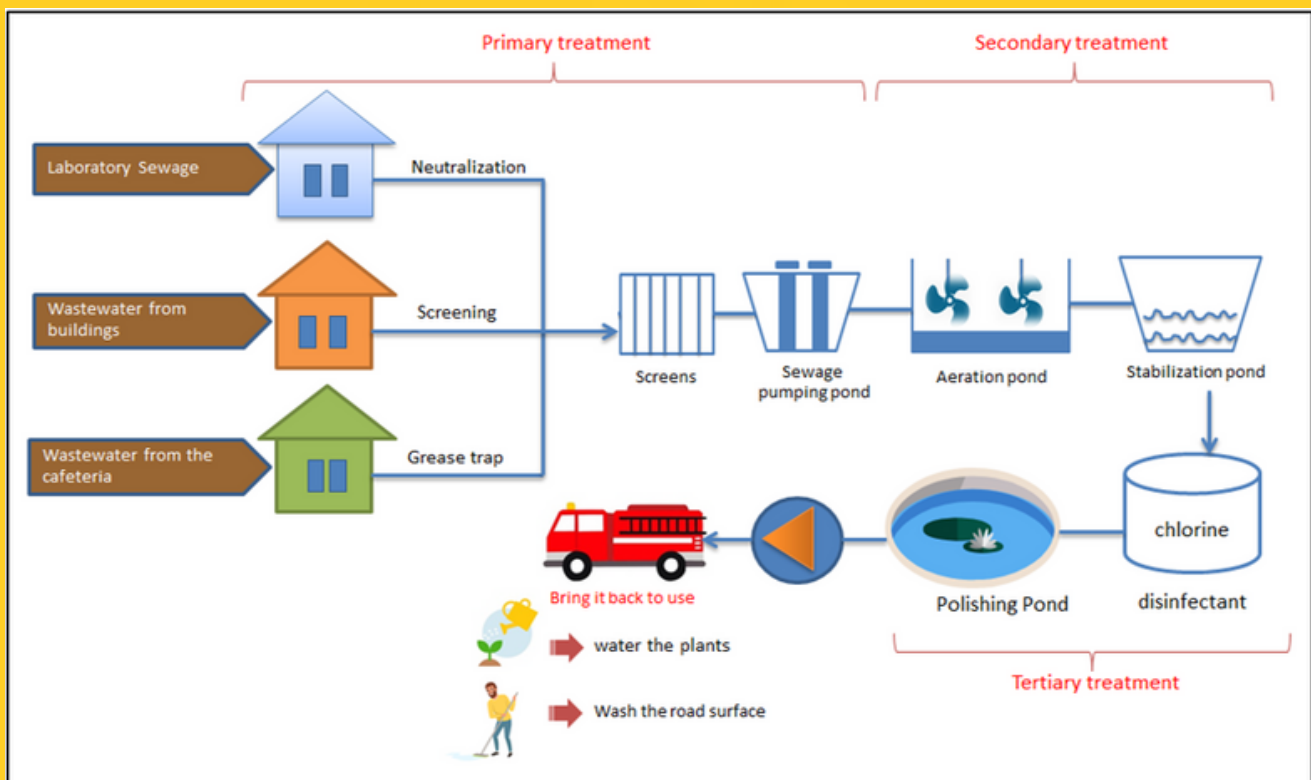 Primary treatment
Secondary treatment
Laboratory Sewage
Neutralization
Wastewater from
buildings
Screening
Screens
Sewage
pumping pond
Aeration pond
Stabilization pond
Wastewater from the
cafeteria
Grease trap
chlorine
disinfectant
Polishing Pond
Bring it back to use
water the plants
Wash the road surface
Tertiary treatment